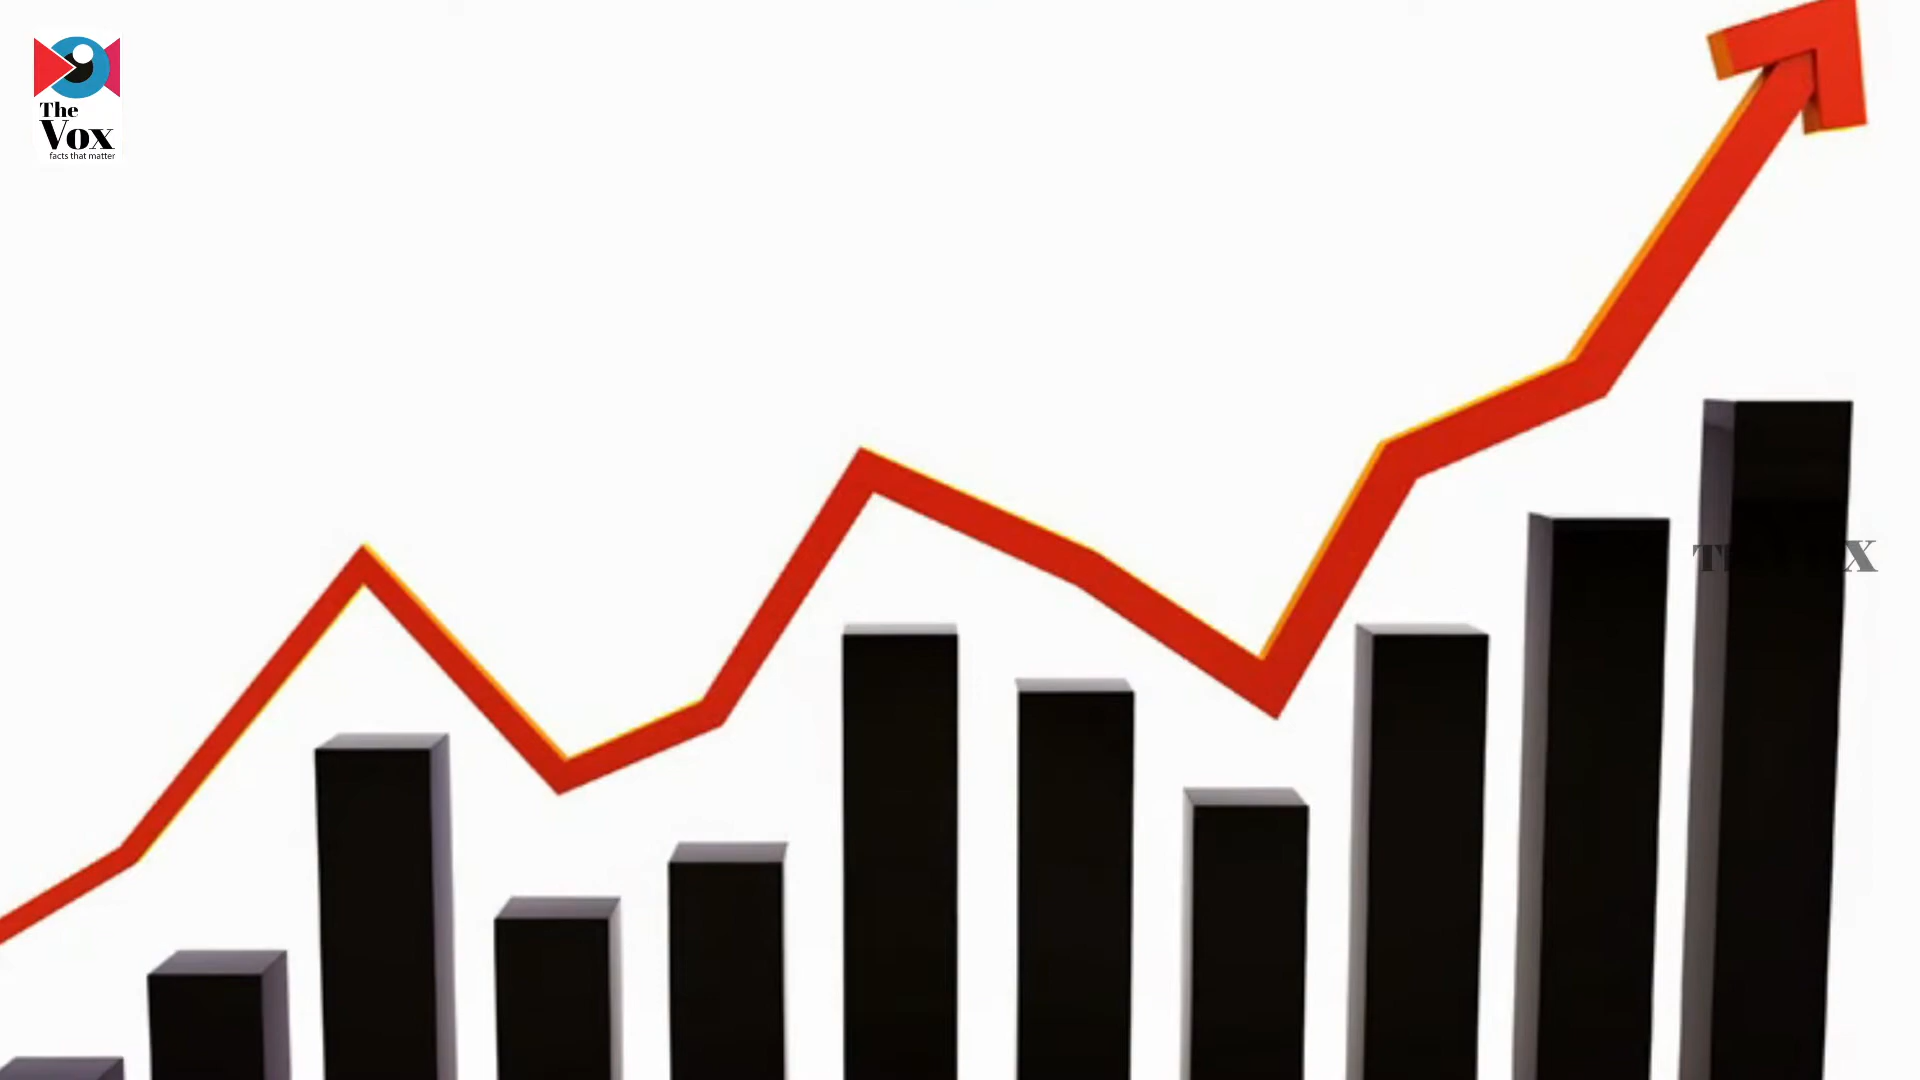 The
Vox
facts that matter